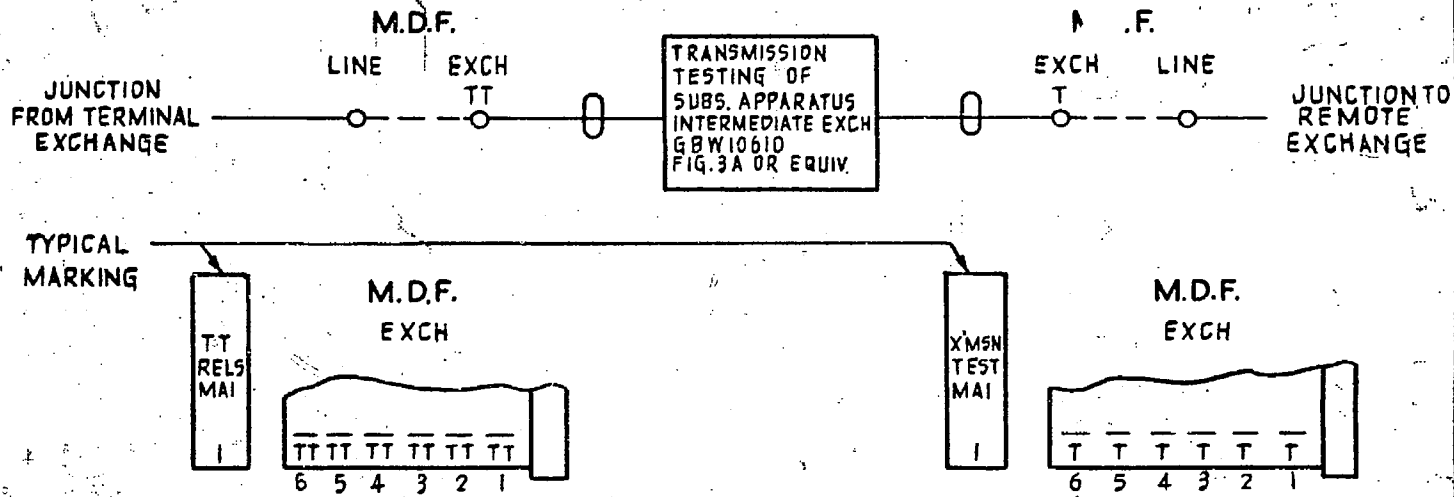 M.D.F.
LINE EXCH
TT
JUNCTION
FROM TERMINAL
EXCHANGE
TRANSMISSION
TESTING OF
SUBS. APPARATUS
INTERMEDIATE EXCH
GBW10610
FIG.3A OR EQUIV.
.F.
EXCH LINE
T
JUNCTION TO
REMOTE
EXCHANGE
TYPICAL
MARKING
TT
RELS
MAI
1
M.D.F.
EXCH
TT TT TT TT TT TT
6 5 4 3 2 1
X'MSN
TEST
MAI
1
M.D.F.
EXCH
T T T T T T
6 5 4 3 2 1